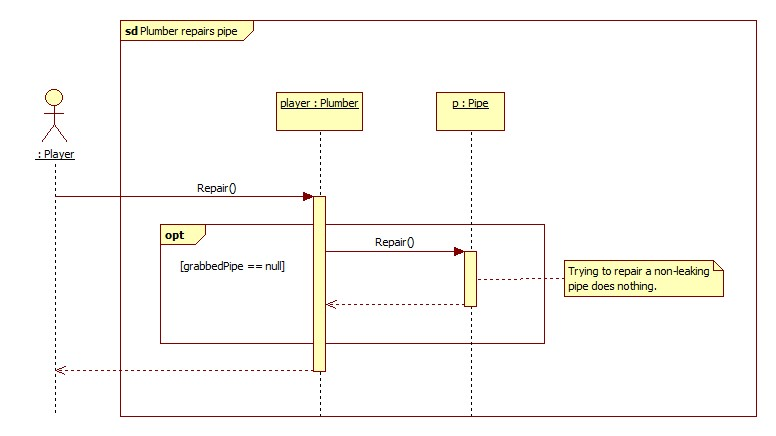 sd Plumber repairs pipe
player : Plumber
p : Pipe
: Player
Repair()
opt
Repair()
[grabbedPipe == null]
Trying to repair a non-leaking
pipe does nothing.